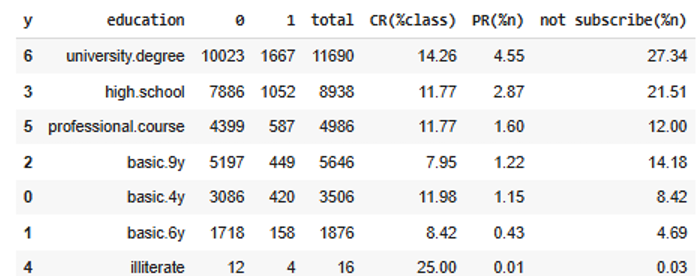 y education 0 1 total CR(%class) PR(%n) not subscribe(%n)
6 university.degree 10023 1667 11690 14.26 4.55 27.34
3 high.school 7886 1052 8938 11.77 2.87 21.51
5 professional.course 4399 587 4986 11.77 1.60 12.00
2 basic.9y 5197 449 5646 7.95 1.22 14.18
0 basic.4y 3086 420 3506 11.98 1.15 8.42
1 basic.6y 1718 158 1876 8.42 0.43 4.69
4 illiterate 12 4 16 25.00 0.01 0.03